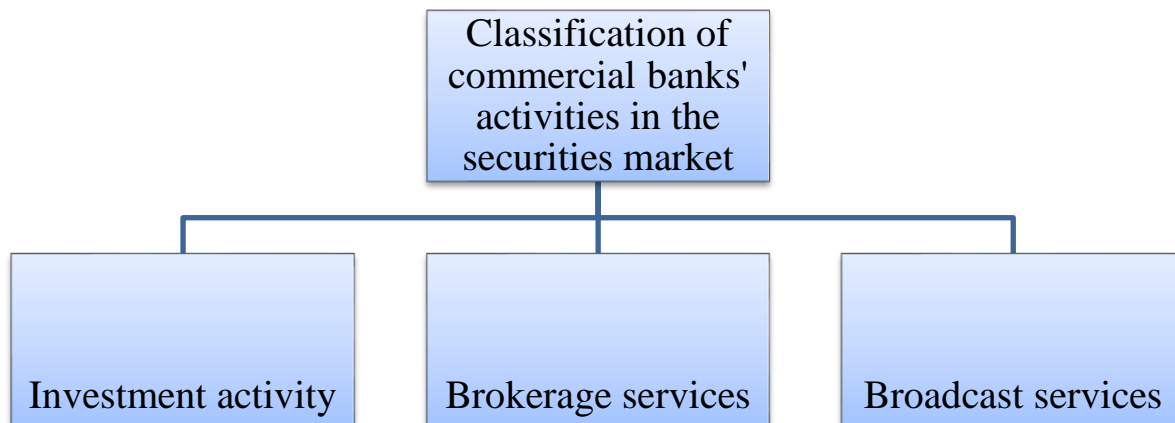 Classification of
commercial banks'
activities in the
securities market
Investment activity
Brokerage services
Broadcast services